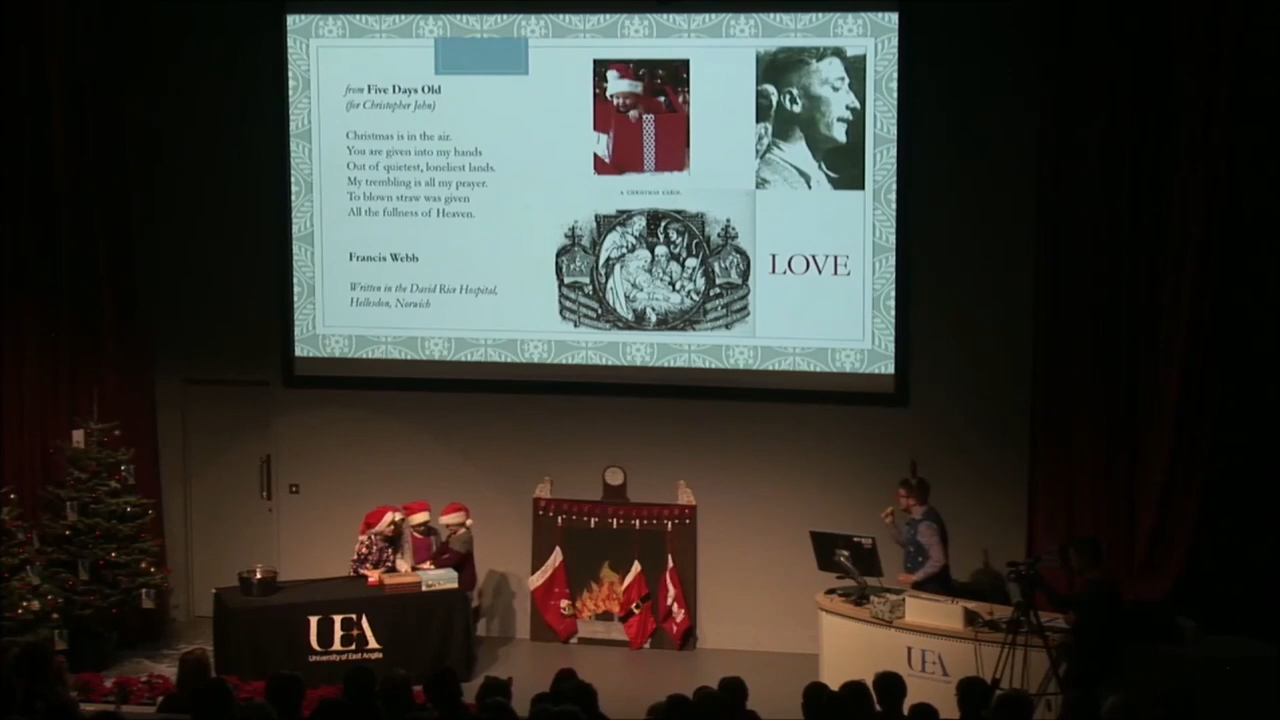 from Five Days Old
(for Christopher John)
Christmas is in the air.
You are given into my hands
Out of quietest, loneliest lands.
My trembling is all my prayer.
To blown straw was given
All the fullness of Heaven.
Francis Webb
Written in the David Rice Hospital,
Hellesdon, Norwich
A CHRISTMAS CAROL.
LOVE
UEA
University of East Anglia
UEA